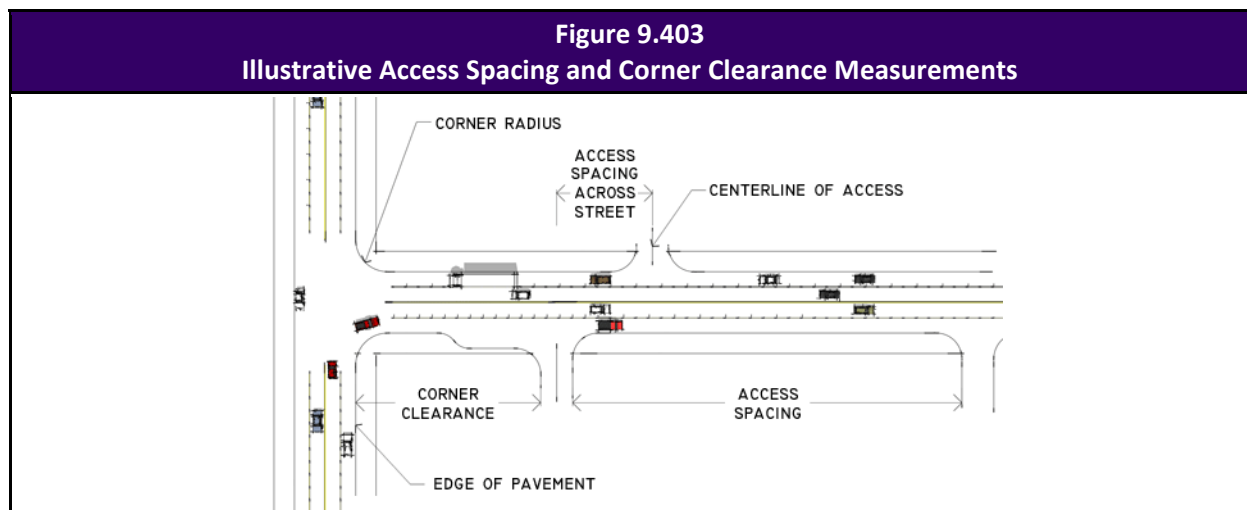 Figure 9.403
Illustrative Access Spacing and Corner Clearance Measurements
CORNER RADIUS
ACCESS
SPACING
ACROSS
STREET
CENTERLINE OF ACCESS
CORNER
CLEARANCE
ACCESS
SPACING
EDGE OF PAVEMENT